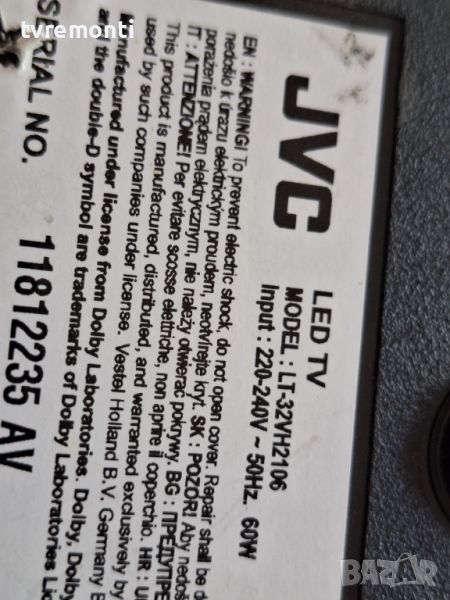 tvremonti
JVC
LED TV
MODEL : LT-32VH2106
Input : 220-240V ~ 50Hz. 60W
EN : WARNING! To prevent electric shock, do not open cover. Repair shall be
nedošlo k úrazu elektrickým proudem, neotvírejte kryt. SK : POZOR! Aby nedošlo
porażenia prądem elektrycznym, nie należy otwierać pokrywy. BG : ПРЕДУПРЕ
IT : ATTENZIONE! Per evitare scosse elettriche, non aprire il coperchio. HR :
This product is manufactured, distributed, and warranted exclusively by
used by such companies under license. Vestel Holland B.V. Germany
Manufactured under license from Dolby Laboratories. Dolby, Dolby
and the double-D symbol are trademarks of Dolby Laboratories
SERIAL NO. 11812235 AV
BAZAR.bg